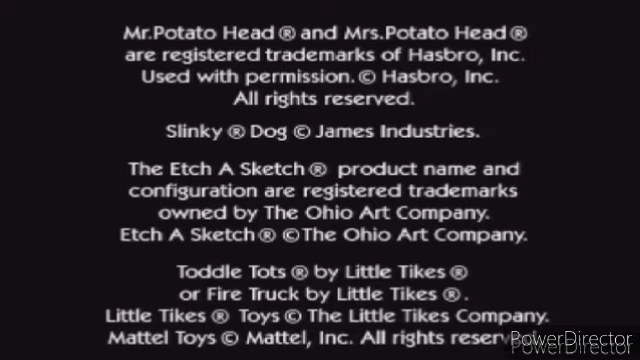 Mr.Potato Head® and Mrs.Potato Head®
are registered trademarks of Hasbro, Inc.
Used with permission.© Hasbro, Inc.
All rights reserved.
Slinky ® Dog © James Industries.
The Etch A Sketch® product name and
configuration are registered trademarks
owned by The Ohio Art Company.
Etch A Sketch® ©The Ohio Art Company.
Toddle Tots ® by Little Tikes ®
or Fire Truck by Little Tikes ®.
Little Tikes ® Toys © The Little Tikes Company.
Mattel Toys © Mattel, Inc. All rights reserved.
PowerDirector
PowerDirector